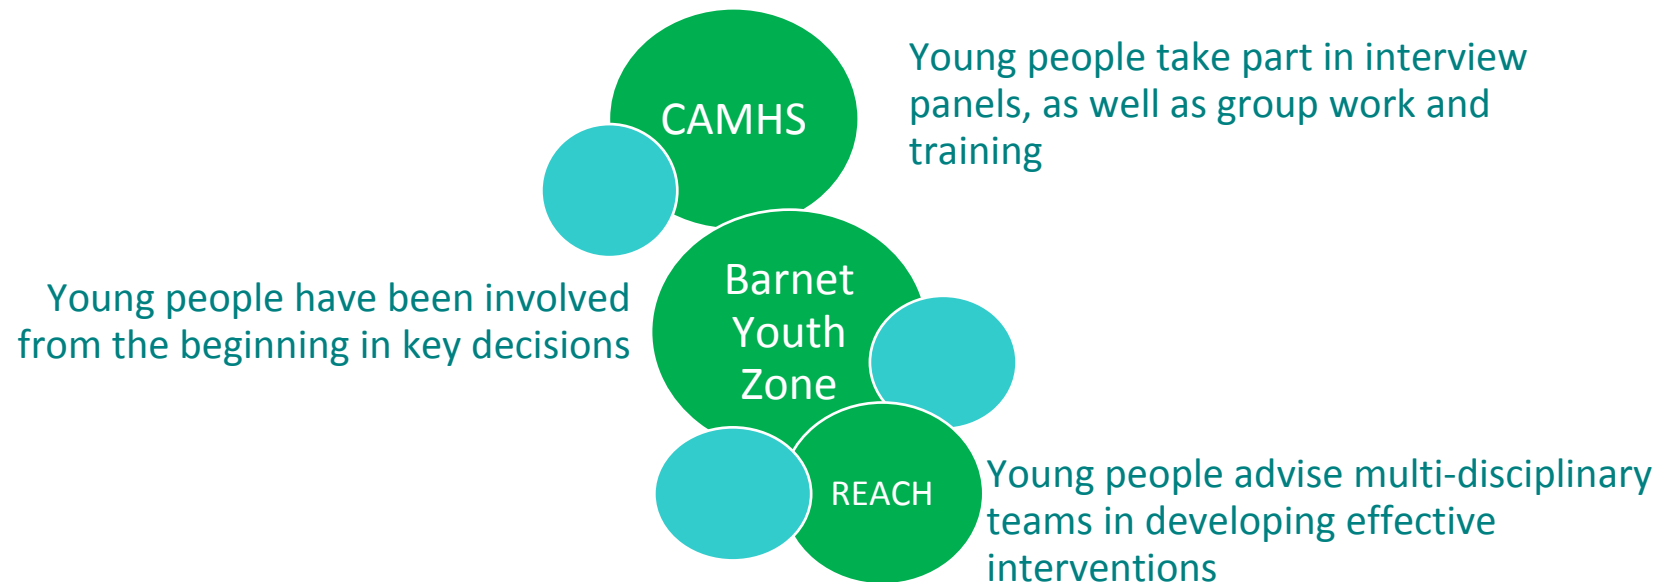 CAMHS
Young people take part in interview
panels, as well as group work and
training
Barnet
Youth
Zone
Young people have been involved
from the beginning in key decisions
REACH
Young people advise multi-disciplinary
teams in developing effective
interventions